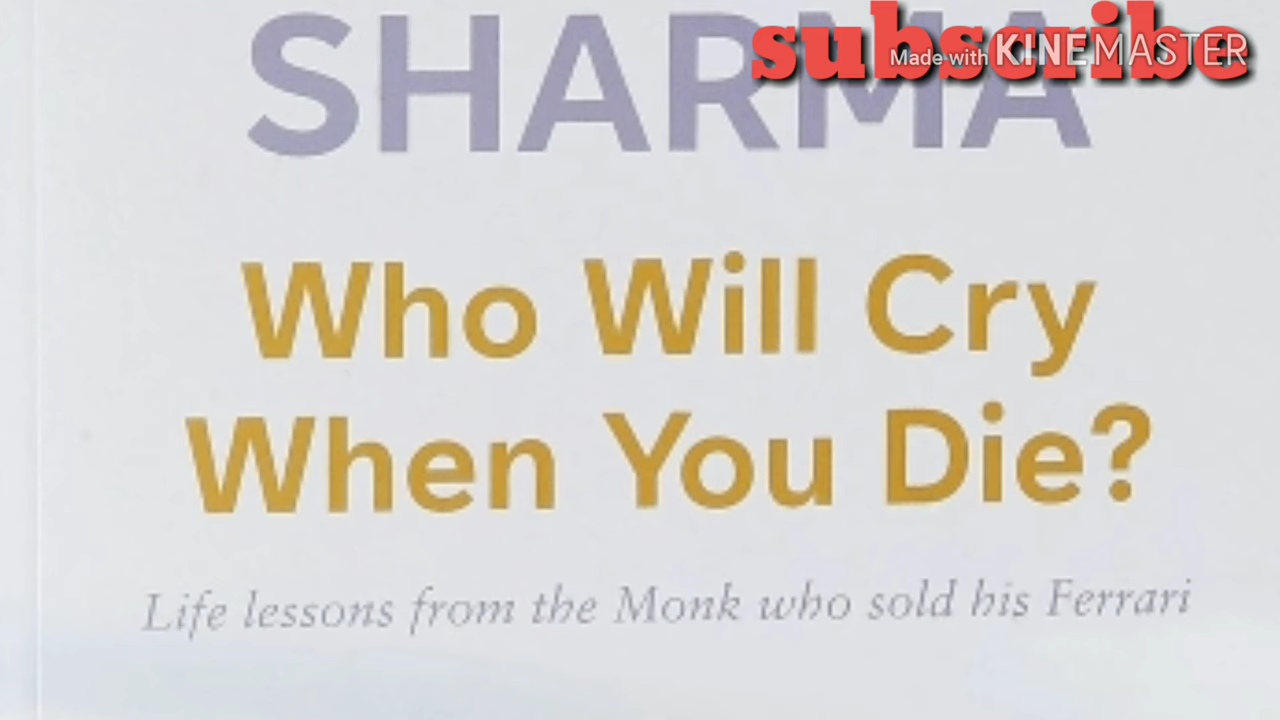 subscribe
Made with KINEMASTER
SHARMA
Who Will Cry
When You Die?
Life lessons from the Monk who sold his Ferrari